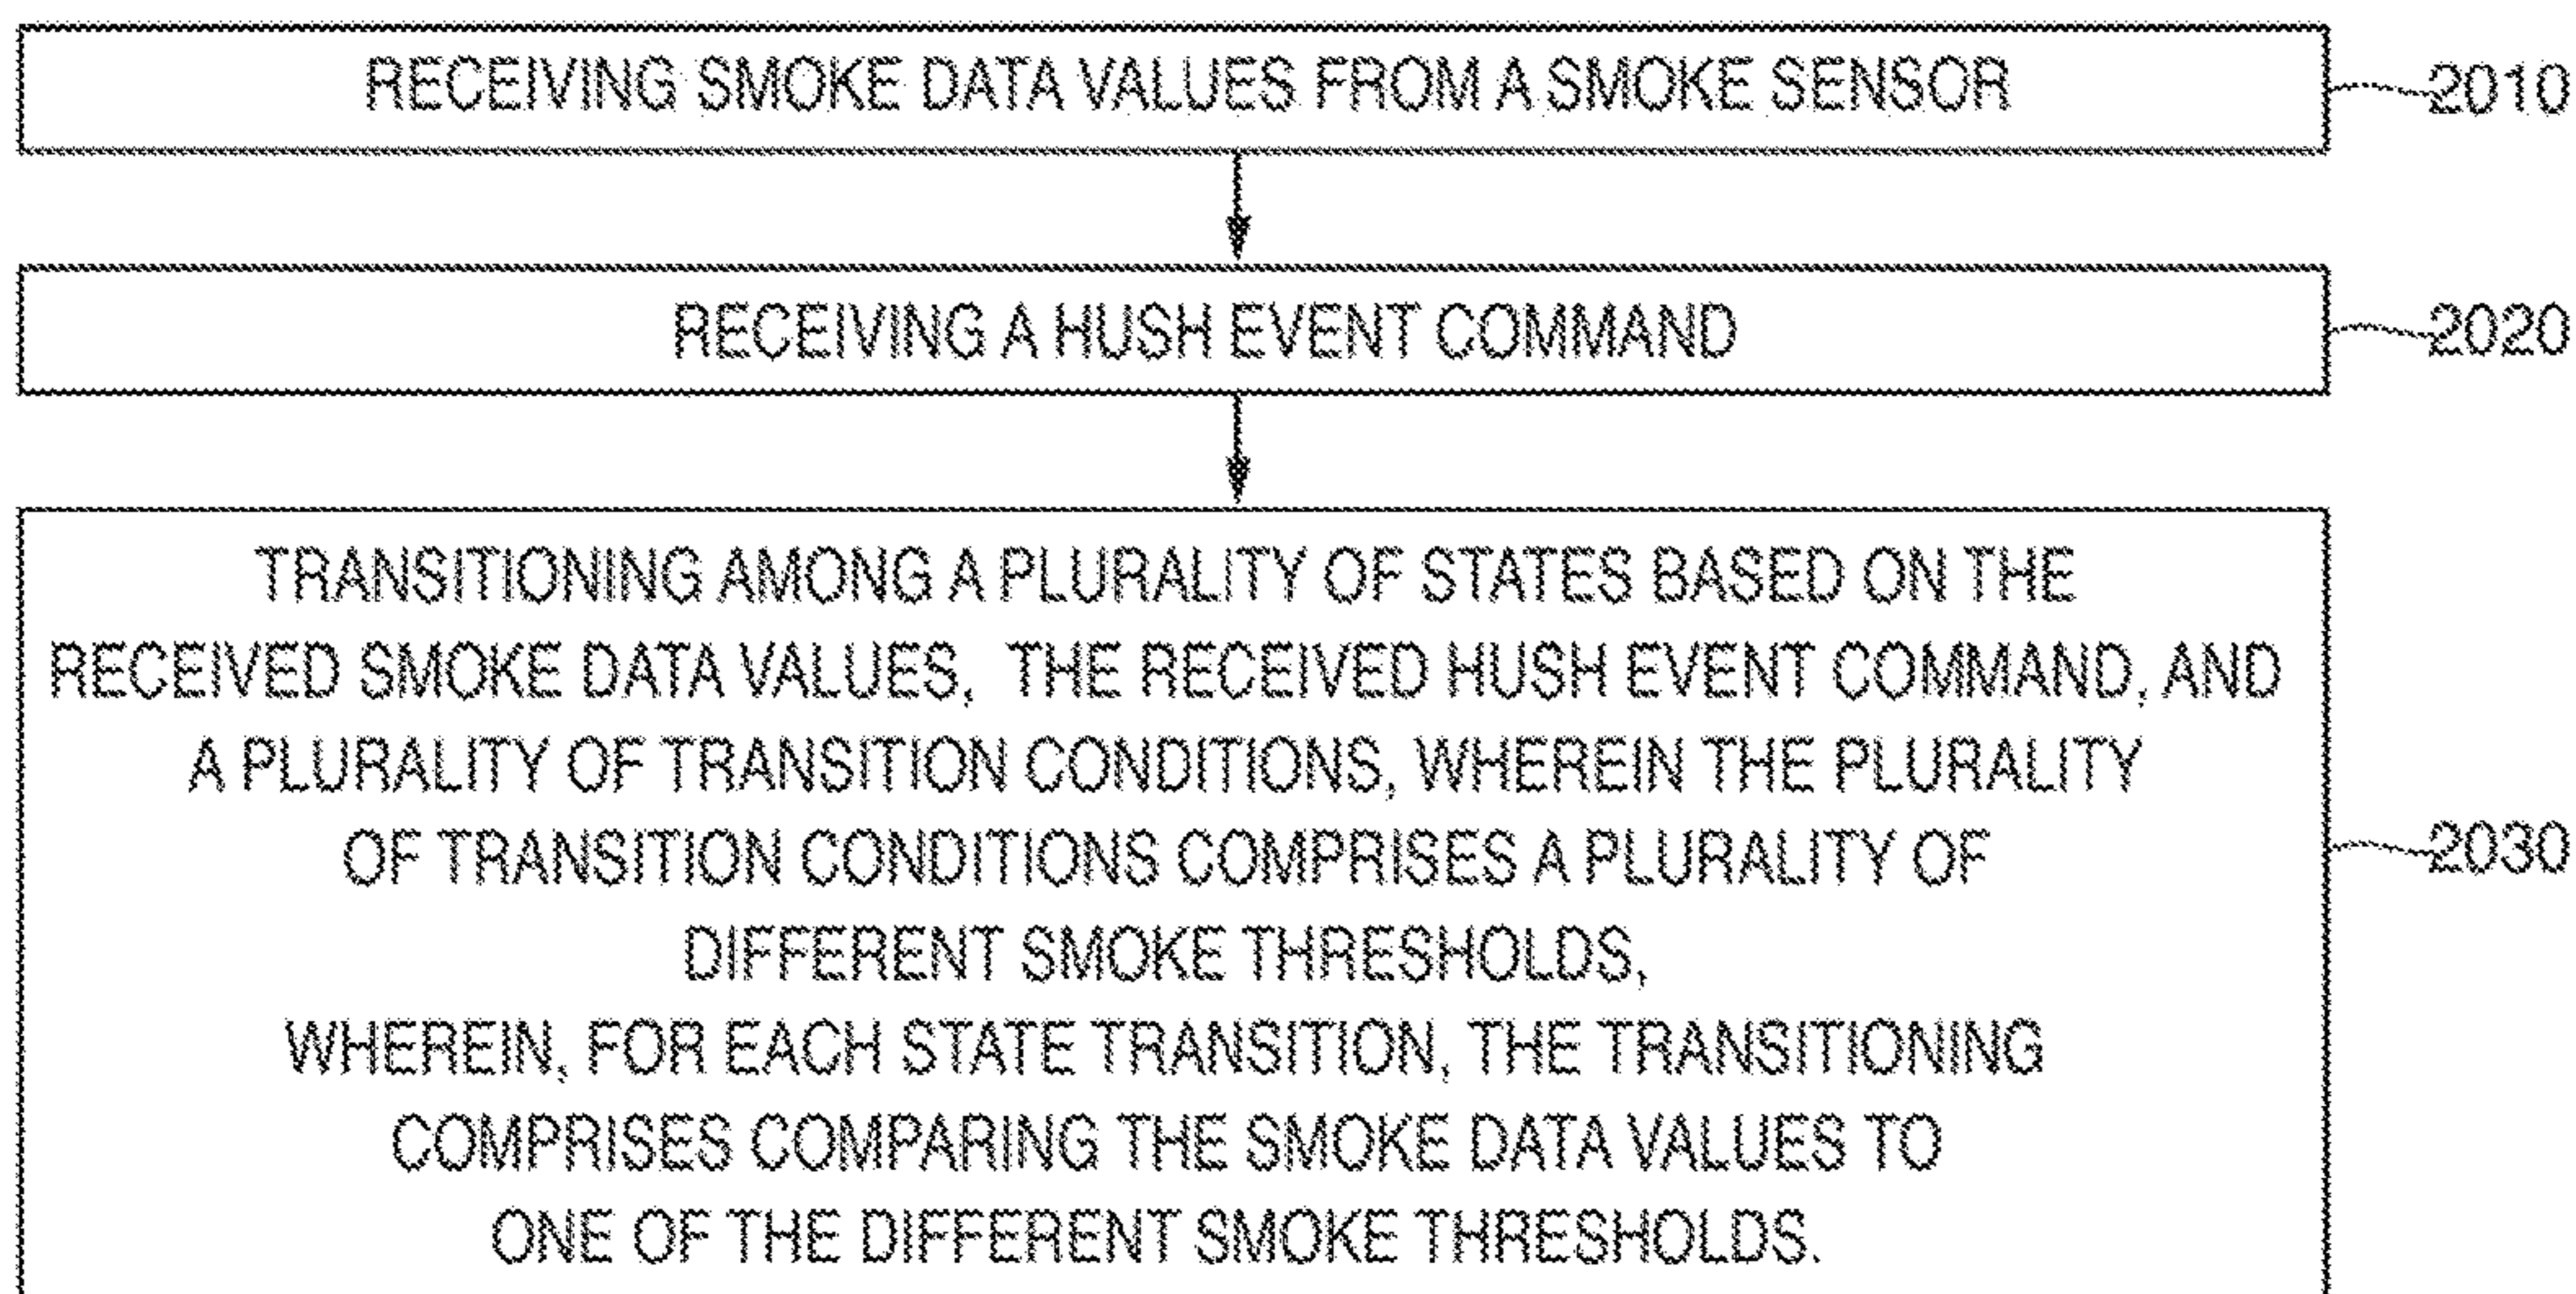 RECEIVING SMOKE DATA VALUES FROM A SMOKE SENSOR
2010
RECEIVING A HUSH EVENT COMMAND
2020
TRANSITIONING AMONG A PLURALITY OF STATES BASED ON THE
RECEIVED SMOKE DATA VALUES, THE RECEIVED HUSH EVENT COMMAND, AND
A PLURALITY OF TRANSITION CONDITIONS, WHEREIN THE PLURALITY
OF TRANSITION CONDITIONS COMPRISES A PLURALITY OF
DIFFERENT SMOKE THRESHOLDS,
WHEREIN, FOR EACH STATE TRANSITION, THE TRANSITIONING
COMPRISES COMPARING THE SMOKE DATA VALUES TO
ONE OF THE DIFFERENT SMOKE THRESHOLDS.
2030